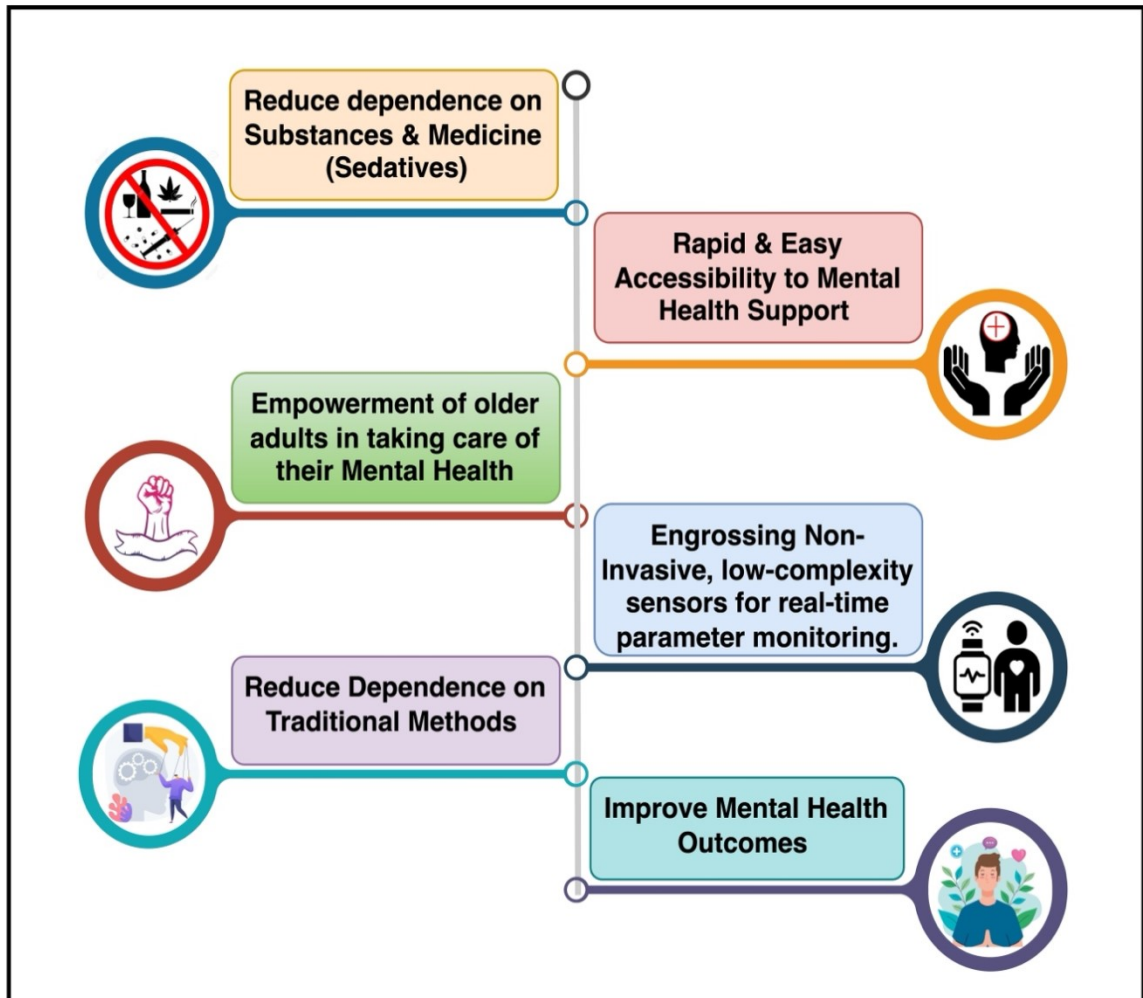 Reduce dependence on
Substances & Medicine
(Sedatives)
Rapid & Easy
Accessibility to Mental
Health Support
Empowerment of older
adults in taking care of
their Mental Health
Engrossing Non-
Invasive, low-complexity
sensors for real-time
parameter monitoring.
Reduce Dependence on
Traditional Methods
Improve Mental Health
Outcomes